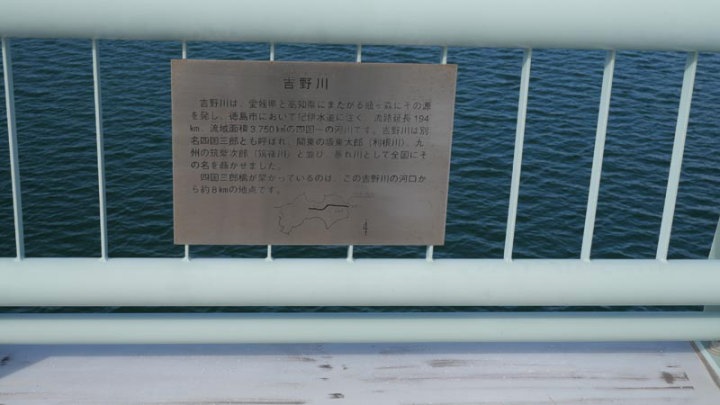 吉野川
吉野川は、愛媛県と高知県にまたがる瓶ヶ森にその源
を発し、徳島市において紀伊水道に注ぐ、流路延長194
km、流域面積3,750km²の四国一の河川です。吉野川は別
名四国三郎とも呼ばれ、関東の坂東太郎(利根川)、九
州の筑紫次郎(筑後川)と並び、暴れ川として全国にそ
の名を轟かせました。
四国三郎橋が架かっているのは、この吉野川の河口か
ら約8kmの地点です。